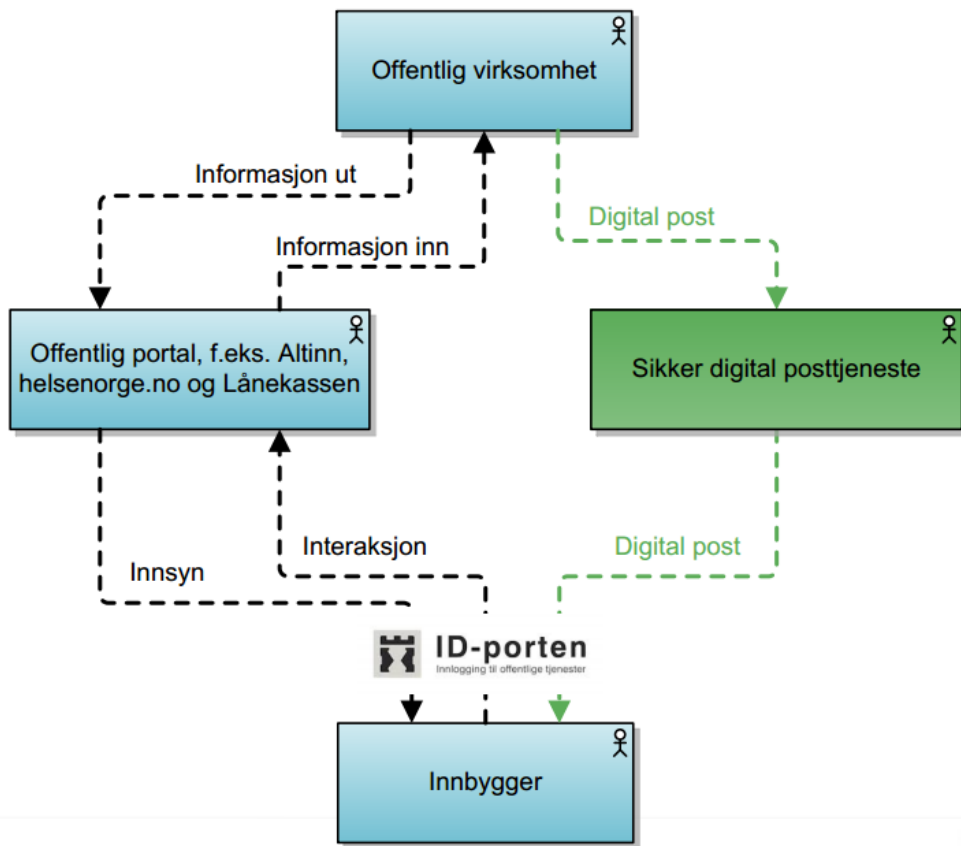 Offentlig virksomhet
Informasjon ut
Digital post
Informasjon inn
Offentlig portal, f.eks. Altinn,
helsenorge.no og Lånekassen
Sikker digital posttjeneste
Interaksjon
Digital post
Innsyn
ID-porten
Innlogging til offentlige tjenester
Innbygger